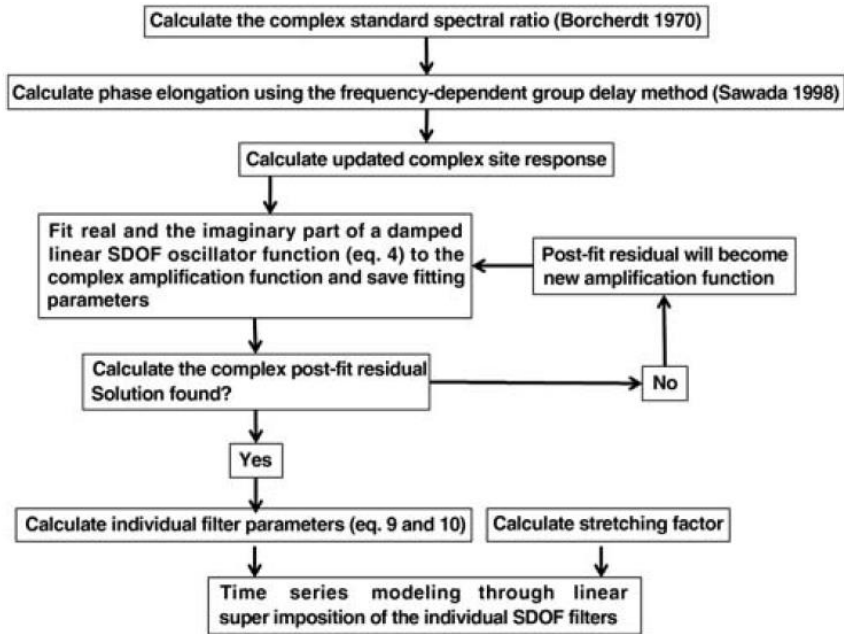 Calculate the complex standard spectral ratio (Borcherdt 1970)
Calculate phase elongation using the frequency-dependent group delay method (Sawada 1998)
Calculate updated complex site response
Fit real and the imaginary part of a damped
linear SDOF oscillator function (eq. 4) to the
complex amplification function and save fitting
parameters
Post-fit residual will become
new amplification function
Calculate the complex post-fit residual
Solution found?
No
Yes
Calculate individual filter parameters (eq. 9 and 10)
Calculate stretching factor
Time series modeling through linear
super imposition of the individual SDOF filters